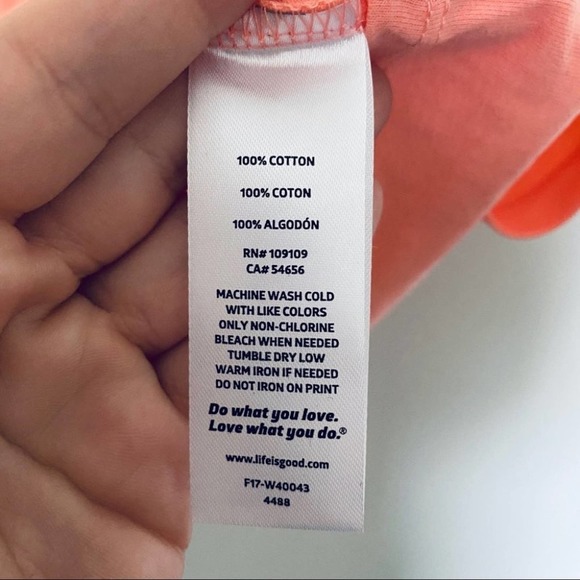 100% COTTON
100% COTON
100% ALGODÓN
RN# 109109
CA# 54656
MACHINE WASH COLD
WITH LIKE COLORS
ONLY NON-CHLORINE
BLEACH WHEN NEEDED
TUMBLE DRY LOW
WARM IRON IF NEEDED
DO NOT IRON ON PRINT
Do what you love.
Love what you do.®
www.lifeisgood.com
F17-W40043
4488